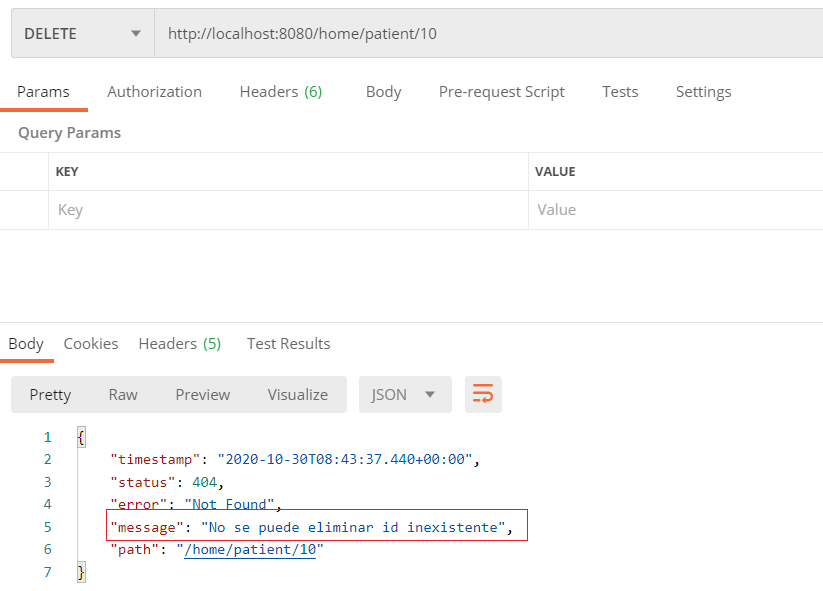 DELETE http://localhost:8080/home/patient/10
Params Authorization Headers (6) Body Pre-request Script Tests Settings
Query Params
KEY VALUE
Key Value
Body Cookies Headers (5) Test Results
Pretty Raw Preview Visualize JSON
1 {
2 "timestamp": "2020-10-30T08:43:37.440+00:00",
3 "status": 404,
4 "error": "Not Found",
5 "message": "No se puede eliminar id inexistente",
6 "path": "/home/patient/10"
7 }